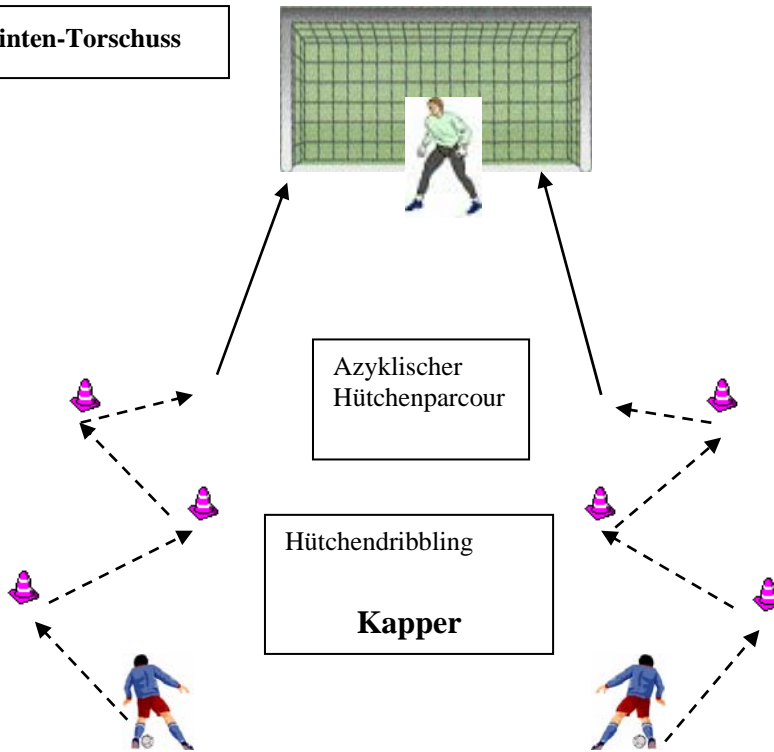 inten-Torschuss
Azyklischer
Hütchenparcour
Hütchendribbling
Kapper